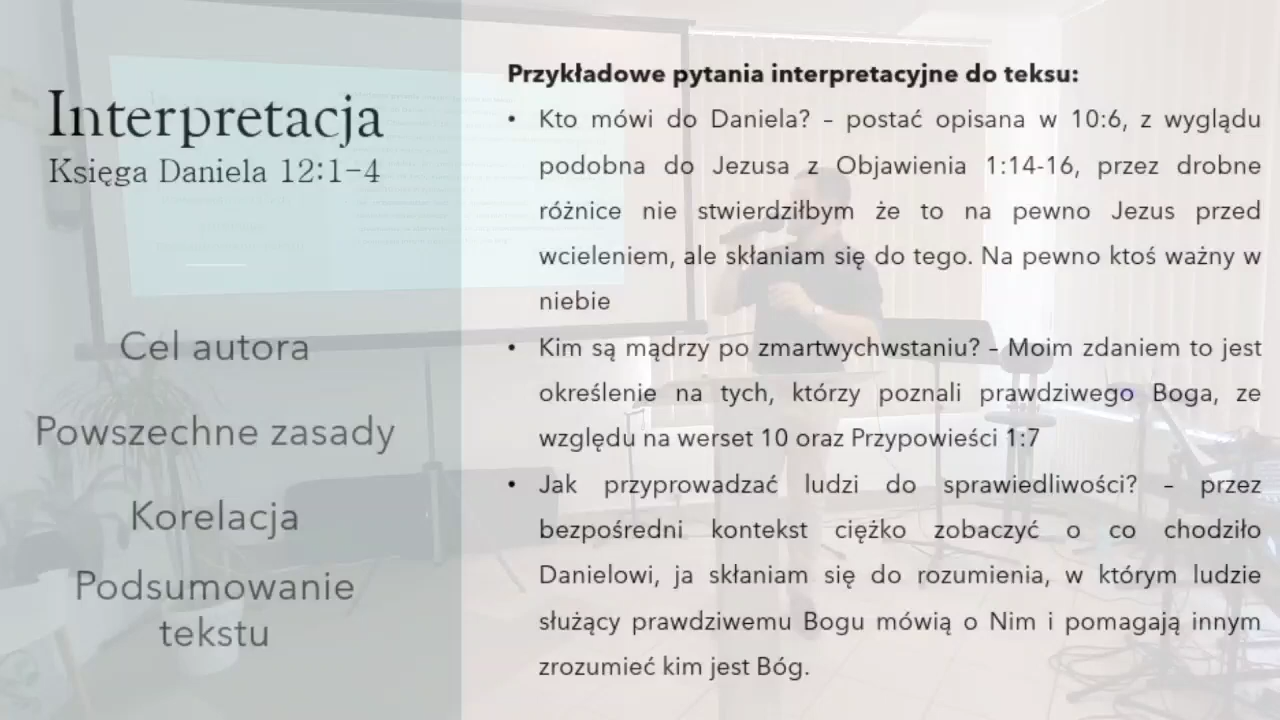 Interpretacja
Księga Daniela 12:1-4
Cel autora
Powszechne zasady
Korelacja
Podsumowanie
tekstu
Przykładowe pytania interpretacyjne do teksu:
• Kto mówi do Daniela? – postać opisana w 10:6, z wyglądu
podobna do Jezusa z Objawienia 1:14-16, przez drobne
różnice nie stwierdziłbym że to na pewno Jezus przed
wcieleniem, ale skłaniam się do tego. Na pewno ktoś ważny w
niebie
• Kim są mądrzy po zmartwychwstaniu? – Moim zdaniem to jest
określenie na tych, którzy poznali prawdziwego Boga, ze
względu na werset 10 oraz Przypowieści 1:7
• Jak przyprowadzać ludzi do sprawiedliwości? – przez
bezpośredni kontekst ciężko zobaczyć o co chodziło
Danielowi, ja skłaniam się do rozumienia, w którym ludzie
służący prawdziwemu Bogu mówią o Nim i pomagają innym
zrozumieć kim jest Bóg.